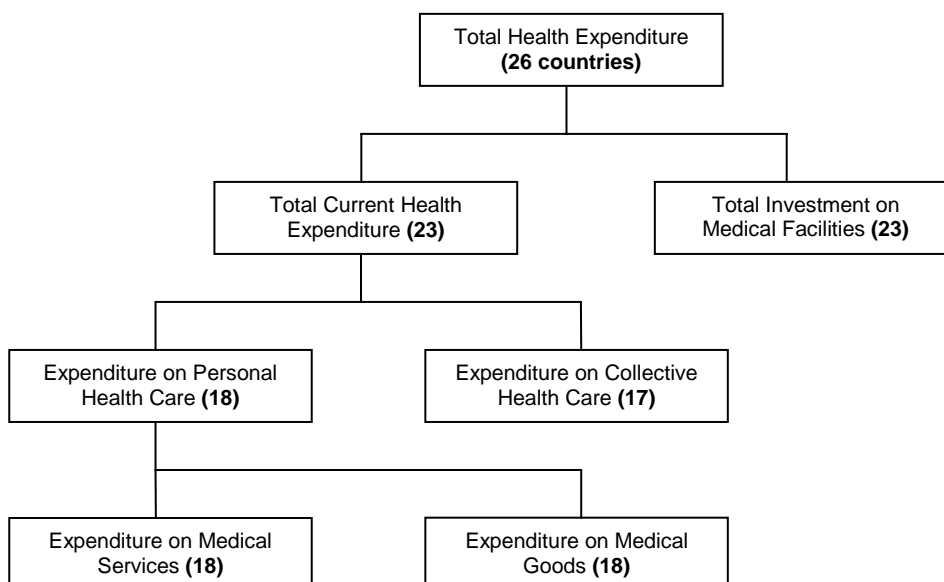 Total Health Expenditure
(26 countries)
Total Current Health
Expenditure (23)
Total Investment on
Medical Facilities (23)
Expenditure on Personal
Health Care (18)
Expenditure on Collective
Health Care (17)
Expenditure on Medical
Services (18)
Expenditure on Medical
Goods (18)